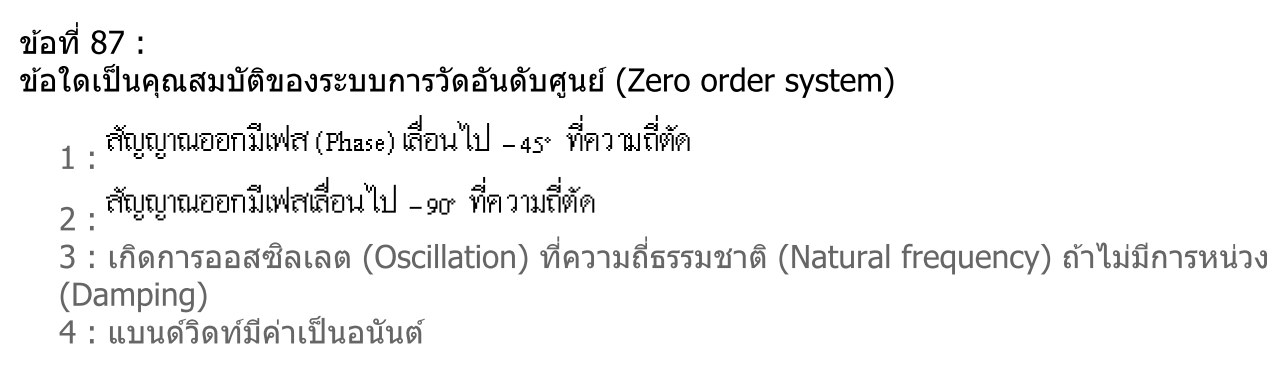 ข้อที่ 87 :
ข้อใดเป็นคุณสมบัติของระบบการวัดอันดับศูนย์ (Zero order system)
1 : สัญญาณออกมีเฟส (Phase) เลื่อนไป −45° ที่ความถี่ตัด
2 : สัญญาณออกมีเฟสเลื่อนไป −90° ที่ความถี่ตัด
3 : เกิดการออสซิลเลต (Oscillation) ที่ความถี่ธรรมชาติ (Natural frequency) ถ้าไม่มีการหน่วง
(Damping)
4 : แบนด์วิดท์มีค่าเป็นอนันต์